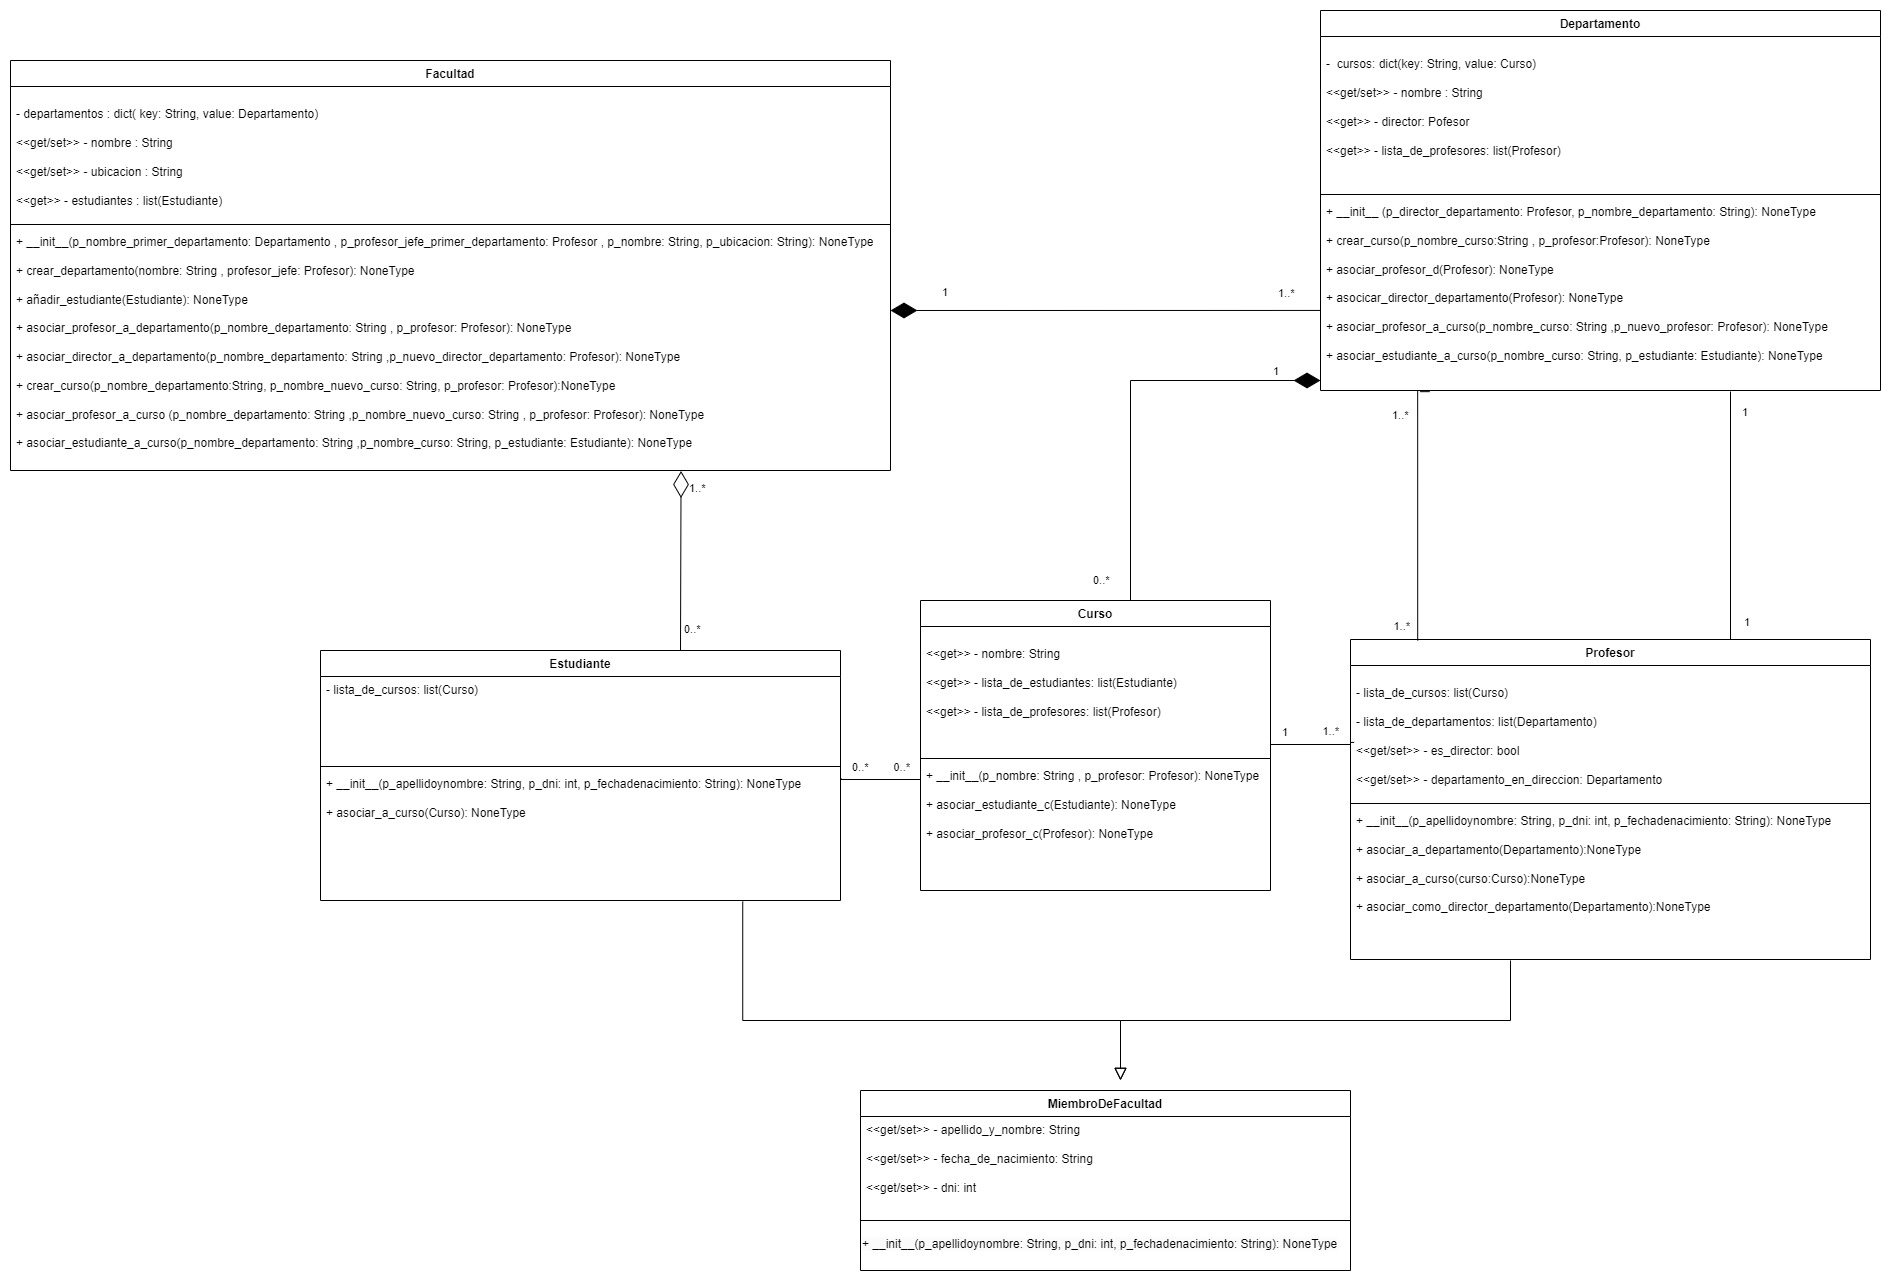 Facultad
- departamentos : dict( key: String, value: Departamento)
<<get/set>> - nombre : String
<<get/set>> - ubicacion : String
<<get>> - estudiantes : list(Estudiante)
+ __init__(p_nombre_primer_departamento: Departamento , p_profesor_jefe_primer_departamento: Profesor , p_nombre: String, p_ubicacion: String): NoneType
+ crear_departamento(nombre: String , profesor_jefe: Profesor): NoneType
+ añadir_estudiante(Estudiante): NoneType
+ asociar_profesor_a_departamento(p_nombre_departamento: String , p_profesor: Profesor): NoneType
+ asociar_director_a_departamento(p_nombre_departamento: String ,p_nuevo_director_departamento: Profesor): NoneType
+ crear_curso(p_nombre_departamento:String, p_nombre_nuevo_curso: String, p_profesor: Profesor):NoneType
+ asociar_profesor_a_curso (p_nombre_departamento: String ,p_nombre_nuevo_curso: String , p_profesor: Profesor): NoneType
+ asociar_estudiante_a_curso(p_nombre_departamento: String ,p_nombre_curso: String, p_estudiante: Estudiante): NoneType
Departamento
- cursos: dict(key: String, value: Curso)
<<get/set>> - nombre : String
<<get>> - director: Pofesor
<<get>> - lista_de_profesores: list(Profesor)
+ __init__ (p_director_departamento: Profesor, p_nombre_departamento: String): NoneType
+ crear_curso(p_nombre_curso:String , p_profesor:Profesor): NoneType
+ asociar_profesor_d(Profesor): NoneType
+ asocicar_director_departamento(Profesor): NoneType
+ asociar_profesor_a_curso(p_nombre_curso: String ,p_nuevo_profesor: Profesor): NoneType
+ asociar_estudiante_a_curso(p_nombre_curso: String, p_estudiante: Estudiante): NoneType
1
1..*
1
0..*
1..*
1..*
1
1
1..*
0..*
Estudiante
- lista_de_cursos: list(Curso)
+ __init__(p_apellidoynombre: String, p_dni: int, p_fechadenacimiento: String): NoneType
+ asociar_a_curso(Curso): NoneType
0..*
0..*
Curso
<<get>> - nombre: String
<<get>> - lista_de_estudiantes: list(Estudiante)
<<get>> - lista_de_profesores: list(Profesor)
+ __init__(p_nombre: String , p_profesor: Profesor): NoneType
+ asociar_estudiante_c(Estudiante): NoneType
+ asociar_profesor_c(Profesor): NoneType
1
1..*
Profesor
- lista_de_cursos: list(Curso)
- lista_de_departamentos: list(Departamento)
<<get/set>> - es_director: bool
<<get/set>> - departamento_en_direccion: Departamento
+ __init__(p_apellidoynombre: String, p_dni: int, p_fechadenacimiento: String): NoneType
+ asociar_a_departamento(Departamento):NoneType
+ asociar_a_curso(curso:Curso):NoneType
+ asociar_como_director_departamento(Departamento):NoneType
MiembroDeFacultad
<<get/set>> - apellido_y_nombre: String
<<get/set>> - fecha_de_nacimiento: String
<<get/set>> - dni: int
+ __init__(p_apellidoynombre: String, p_dni: int, p_fechadenacimiento: String): NoneType